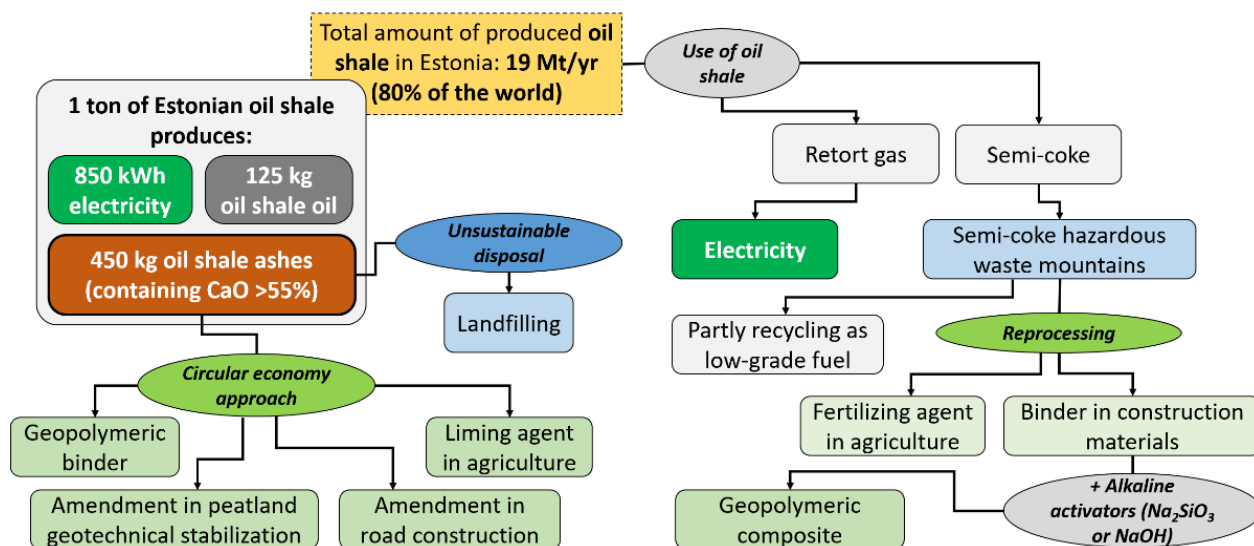 Total amount of produced oil
shale in Estonia: 19 Mt/yr
(80% of the world)
Use of oil
shale
1 ton of Estonian oil shale
produces:
850 kWh
electricity
125 kg
oil shale oil
450 kg oil shale ashes
(containing CaO >55%)
Unsustainable
disposal
Landfilling
Circular economy
approach
Geopolymeric
binder
Liming agent
in agriculture
Amendment in peatland
geotechnical stabilization
Amendment in
road construction
Retort gas
Semi-coke
Electricity
Semi-coke hazardous
waste mountains
Partly recycling as
low-grade fuel
Reprocessing
Fertilizing agent
in agriculture
Binder in construction
materials
+ Alkaline
activators (Na₂SiO₃
or NaOH)
Geopolymeric
composite